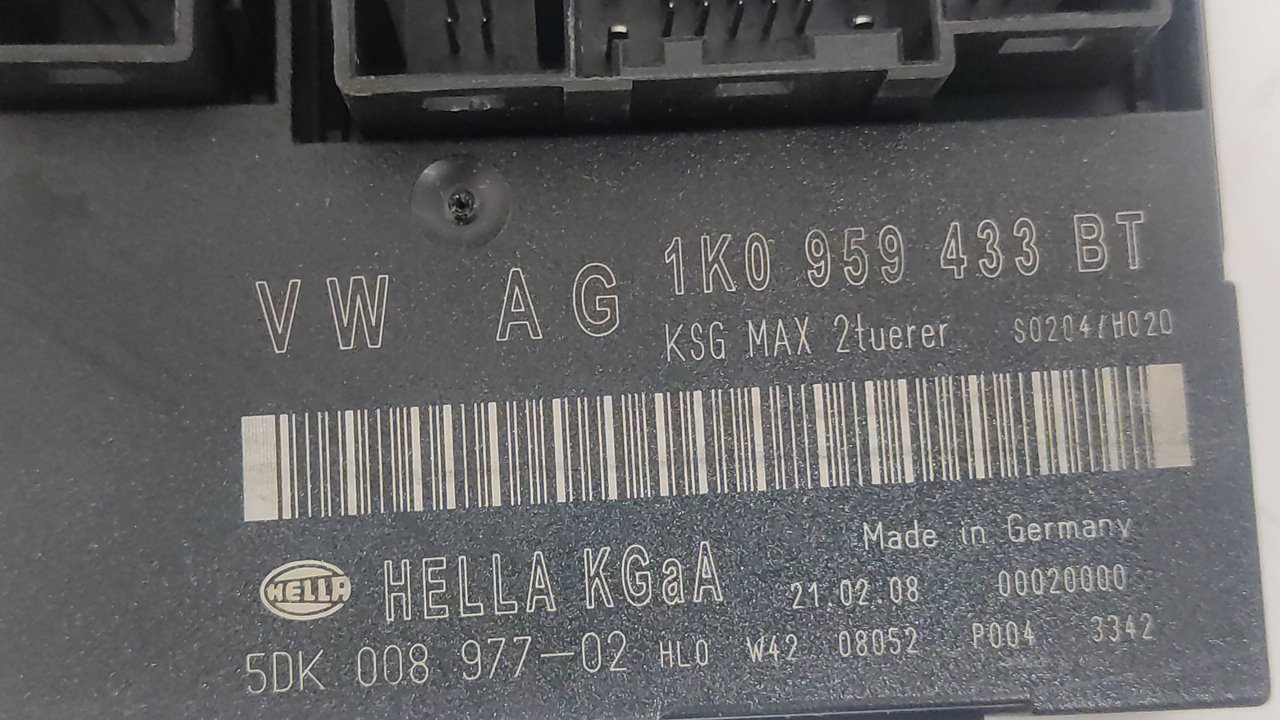 VW AG 1K0 959 433 BT
KSG MAX 2tuerer S0204/H020
Made in Germany
HELLA HELLA KGaA 21.02.08 00020000
5DK 008 977-02 HL0 W42 08052 P004 3342